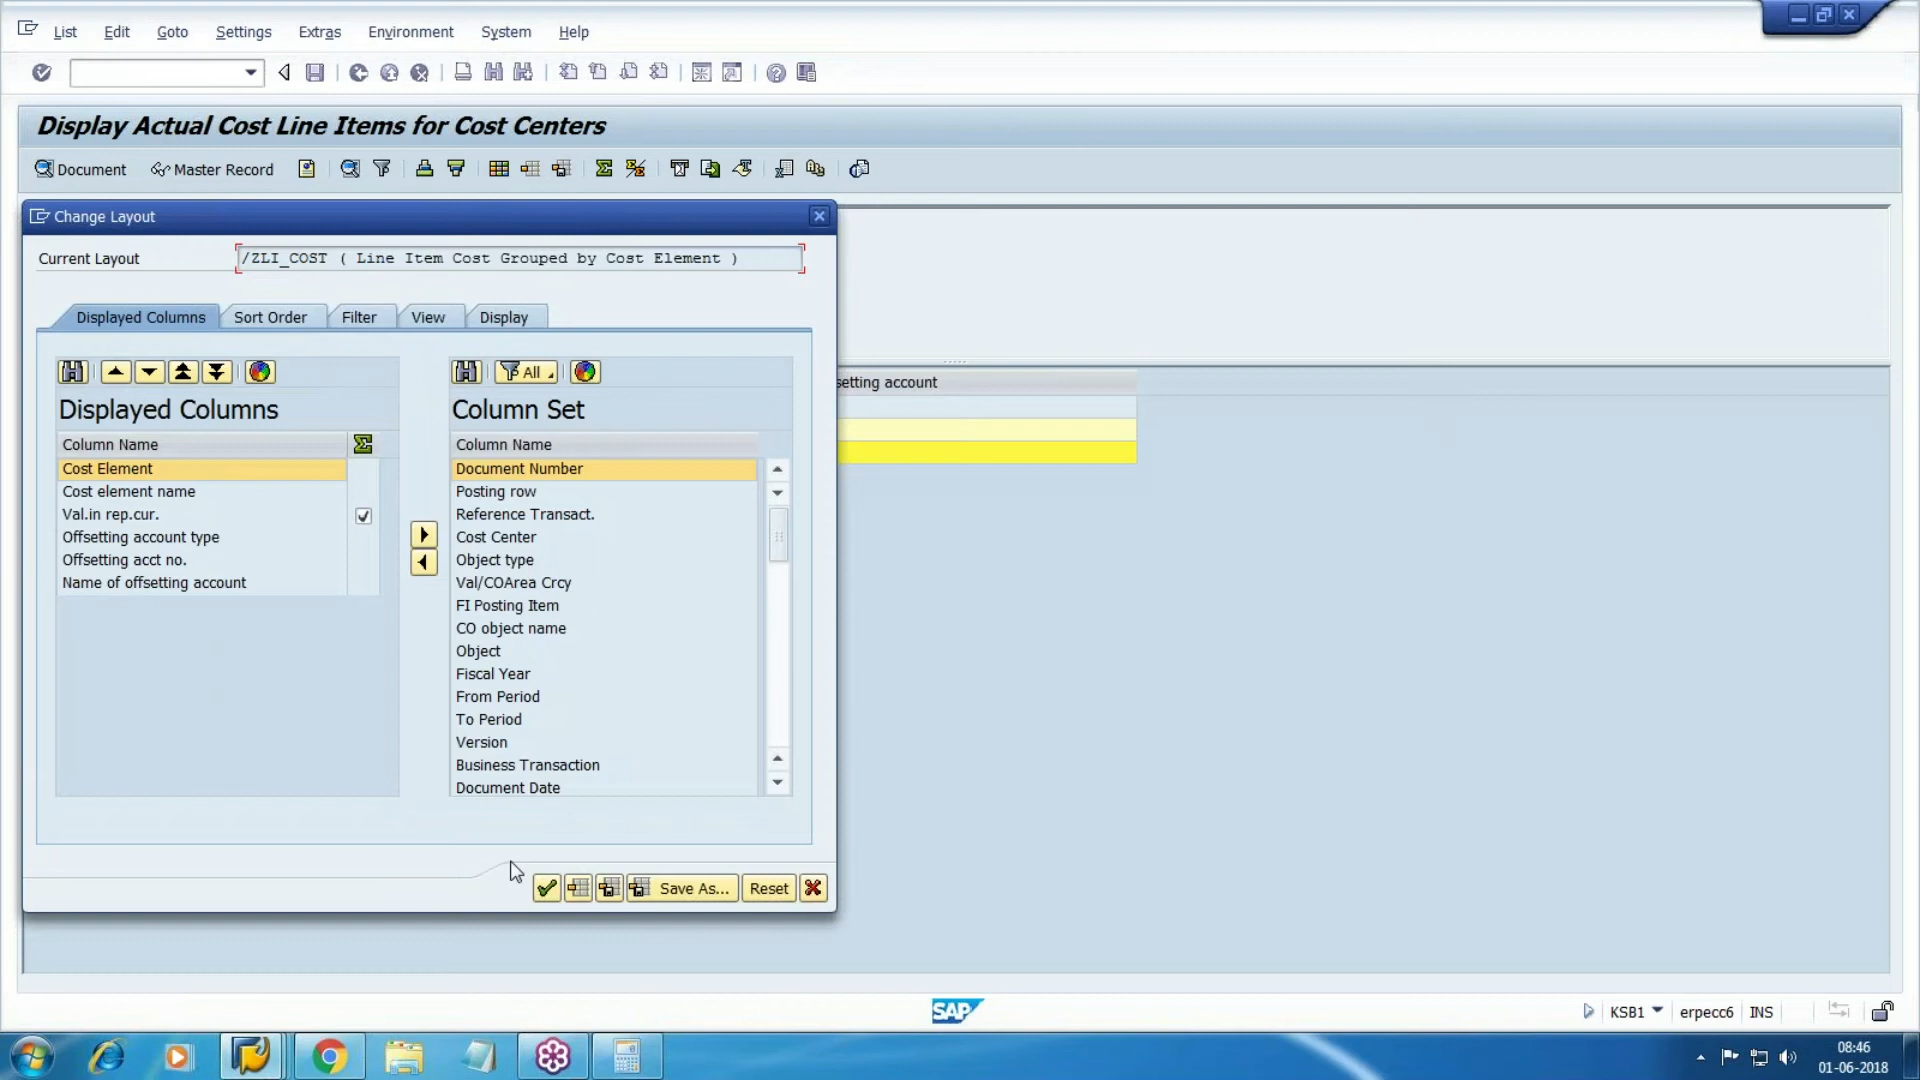 List Edit Goto Settings Extras Environment System Help
Display Actual Cost Line Items for Cost Centers
Document Master Record
Change Layout
Current Layout /ZLI_COST ( Line Item Cost Grouped by Cost Element )
Displayed Columns Sort Order Filter View Display
All
Displayed Columns
Column Name
Cost Element
Cost element name
Val.in rep.cur.
Offsetting account type
Offsetting acct no.
Name of offsetting account
Column Set
Column Name
Document Number
Posting row
Reference Transact.
Cost Center
Object type
Val/COArea Crcy
FI Posting Item
CO object name
Object
Fiscal Year
From Period
To Period
Version
Business Transaction
Document Date
Save As... Reset
setting account
SAP
KSB1 erpecc6 INS
08:46
01-06-2018